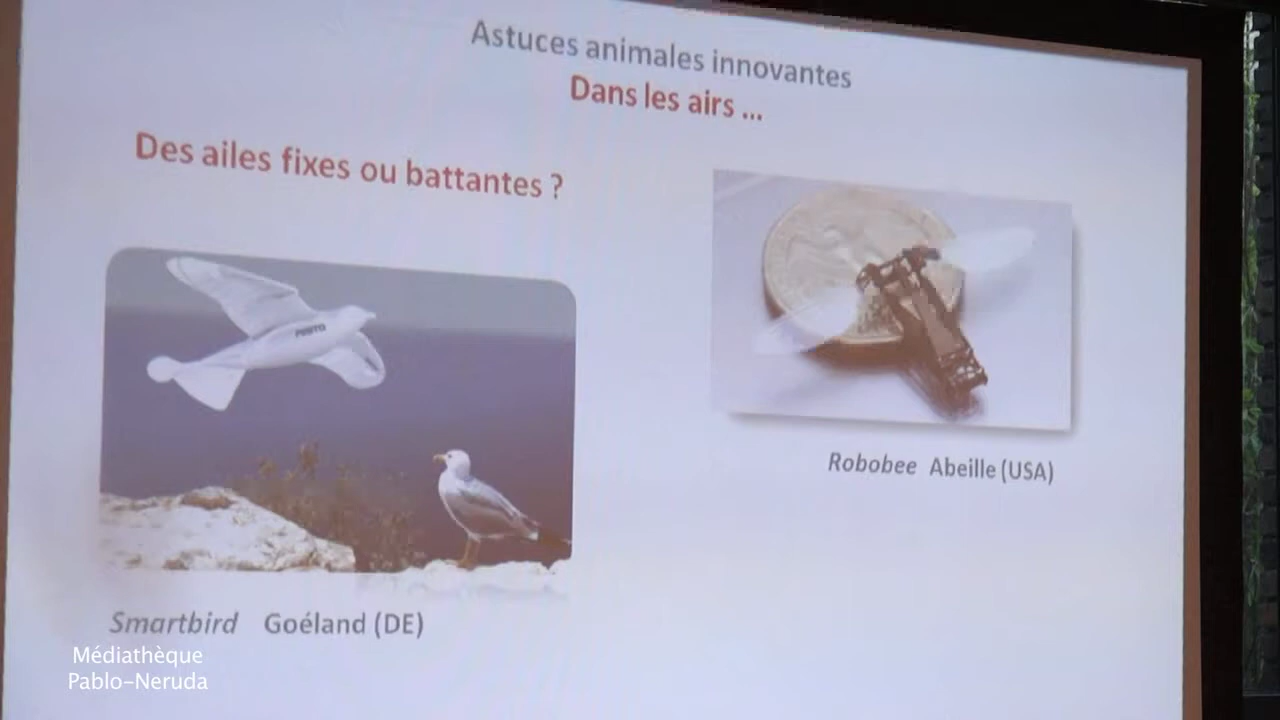 Astuces animales innovantes
Dans les airs ...
Des ailes fixes ou battantes ?
FESTO
Robobee Abeille (USA)
Smartbird Goéland (DE)
Médiathèque
Pablo-Neruda